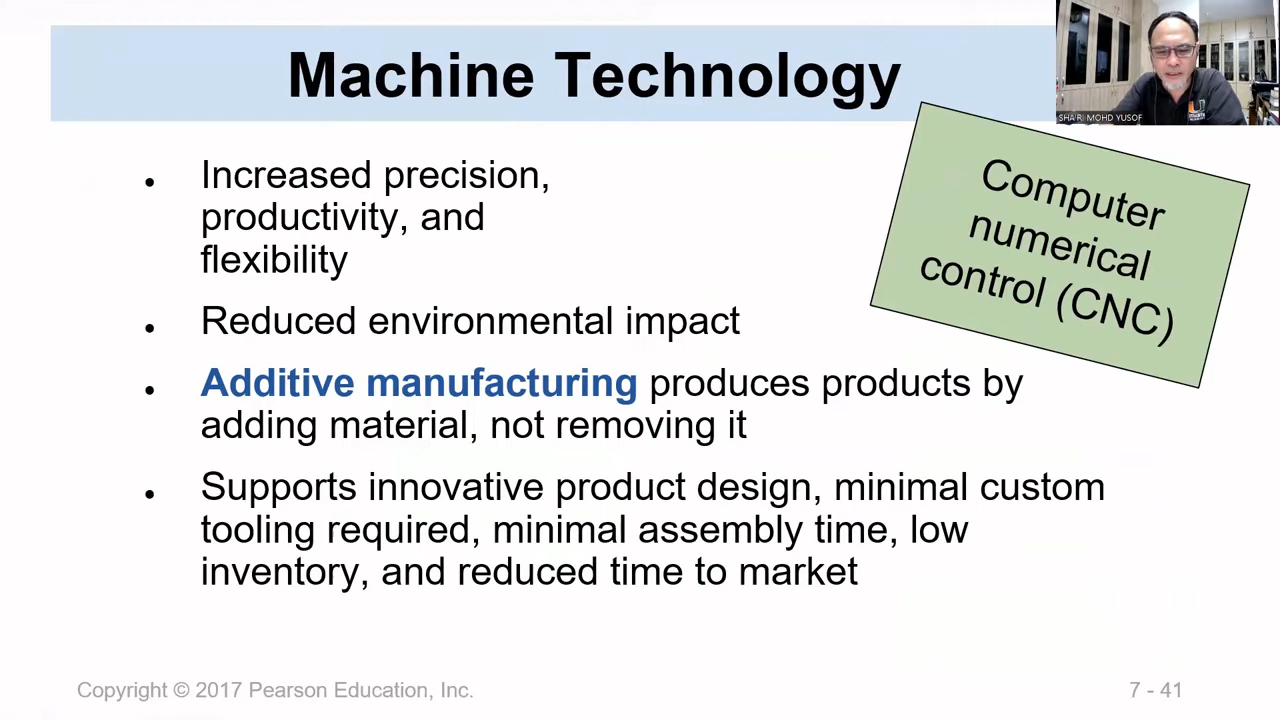 Machine Technology
SHA'RI MOHD YUSOF
Computer
numerical
control (CNC)
• Increased precision,
productivity, and
flexibility
• Reduced environmental impact
• Additive manufacturing produces products by
adding material, not removing it
• Supports innovative product design, minimal custom
tooling required, minimal assembly time, low
inventory, and reduced time to market
Copyright © 2017 Pearson Education, Inc.
7 - 41